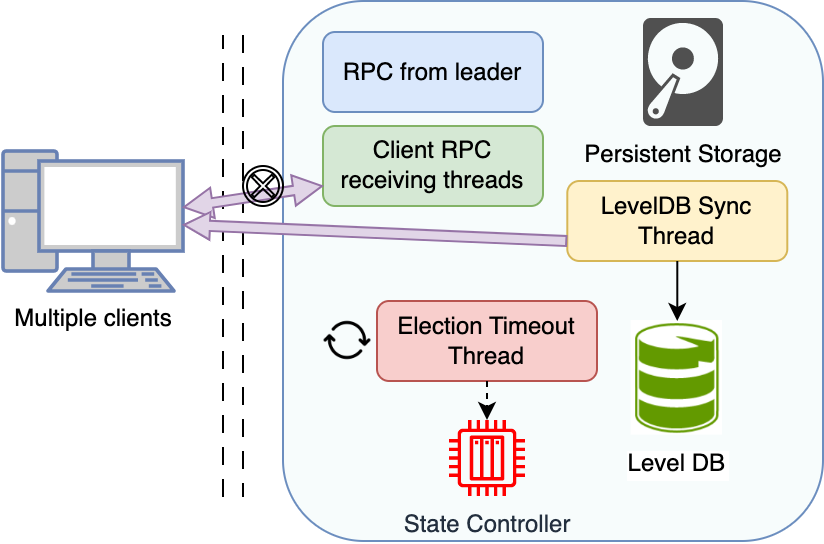 RPC from leader
Client RPC
receiving threads
Persistent Storage
LevelDB Sync
Thread
Multiple clients
Election Timeout
Thread
Level DB
State Controller